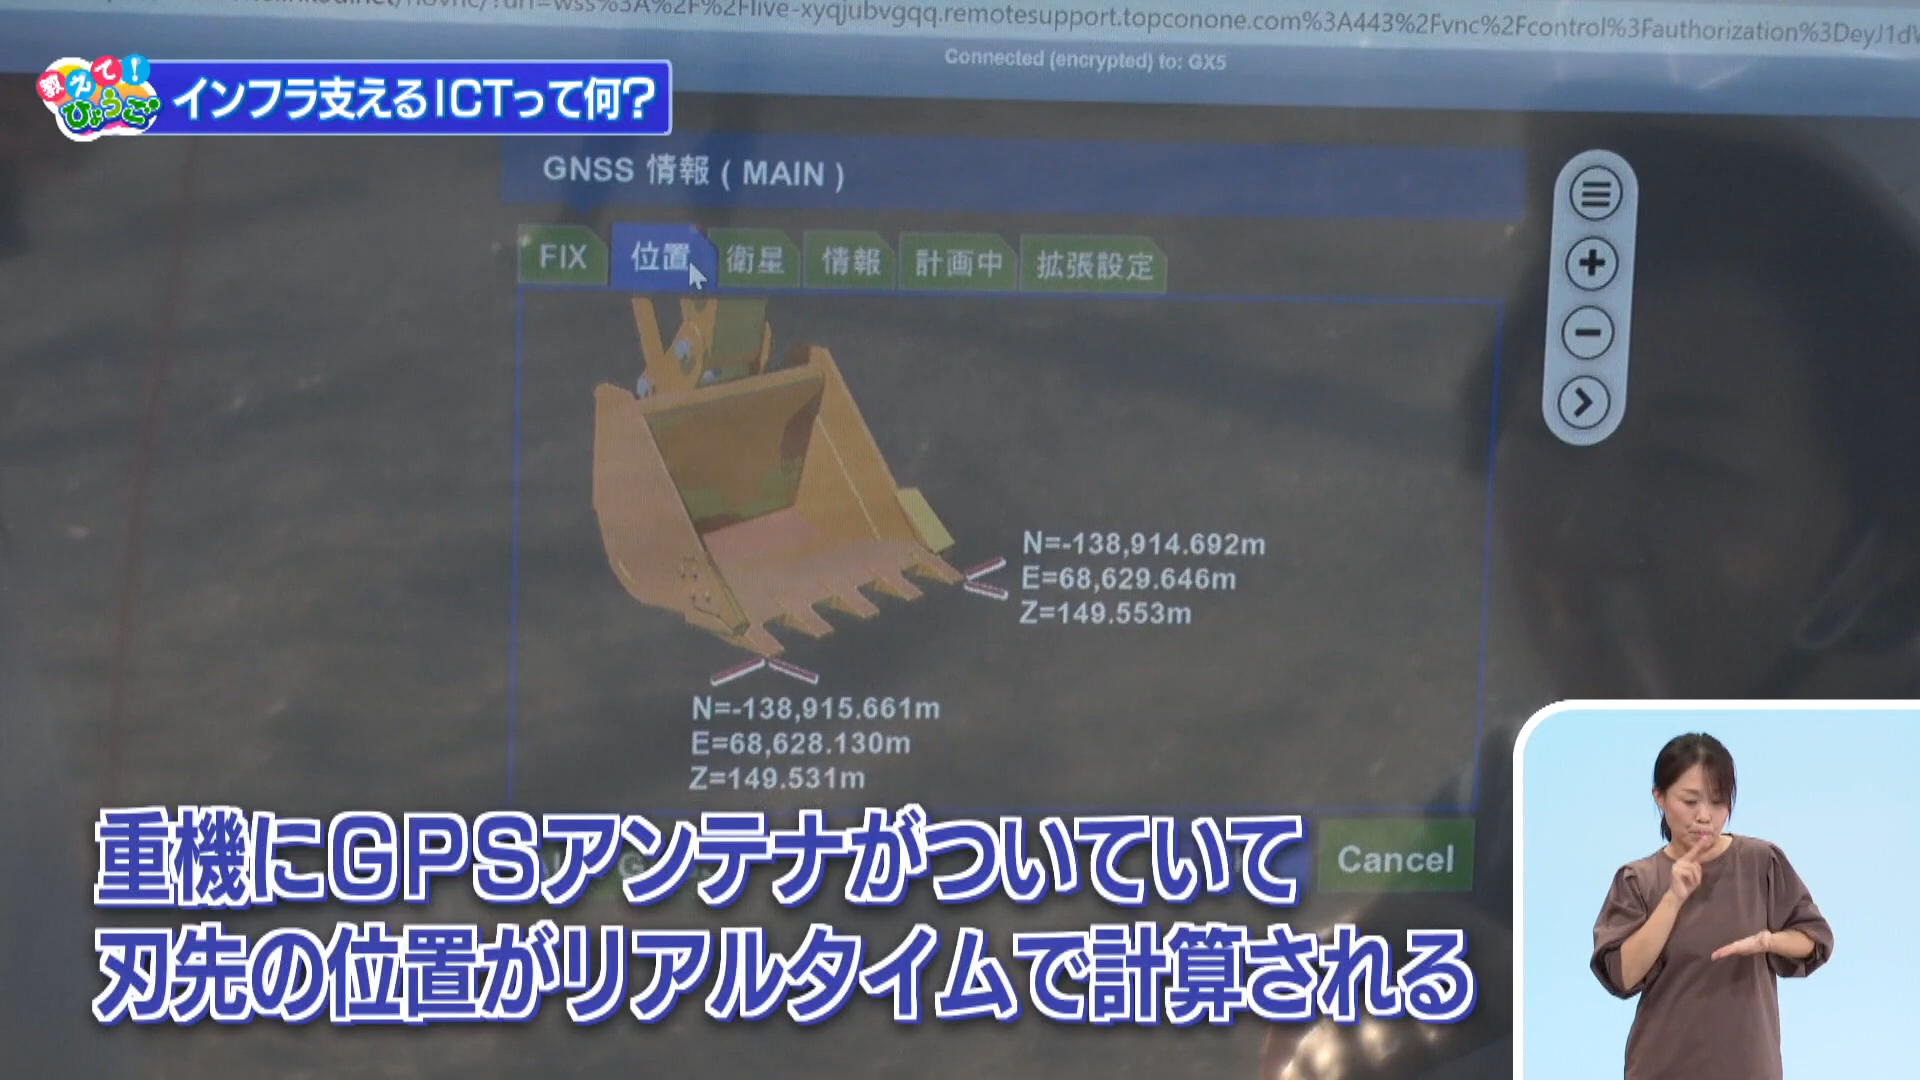 wss%3A%2F%2Flive-xyqjubvgqq.remotesupport.topconone.com%3A443%2Fvnc%2Fcontrol%3Fauthorization%3DeyJ1d
Connected (encrypted) to: GX5
教えて!
ひょうご
インフラ支えるICTって何?
GNSS 情報 ( MAIN )
FIX
位置
衛星
情報
計画中
拡張設定
N=-138,914.692m
E=68,629.646m
Z=149.553m
N=-138,915.661m
E=68,628.130m
Z=149.531m
Cancel
重機にGPSアンテナがついていて
刃先の位置がリアルタイムで計算される